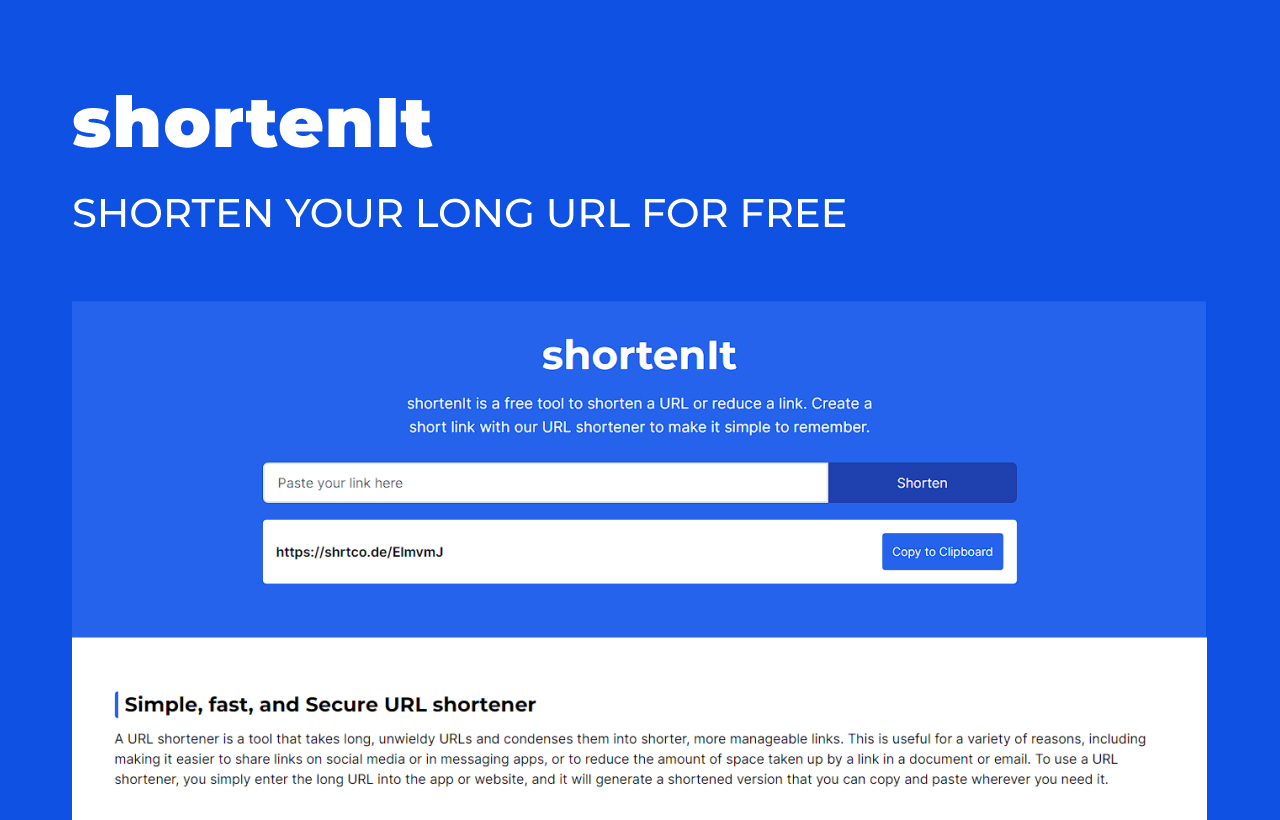 shortenIt
SHORTEN YOUR LONG URL FOR FREE
shortenIt
shortenIt is a free tool to shorten a URL or reduce a link. Create a
short link with our URL shortener to make it simple to remember.
Paste your link here
Shorten
https://shrtco.de/ElmvmJ
Copy to Clipboard
Simple, fast, and Secure URL shortener
A URL shortener is a tool that takes long, unwieldy URLs and condenses them into shorter, more manageable links. This is useful for a variety of reasons, including
making it easier to share links on social media or in messaging apps, or to reduce the amount of space taken up by a link in a document or email. To use a URL
shortener, you simply enter the long URL into the app or website, and it will generate a shortened version that you can copy and paste wherever you need it.